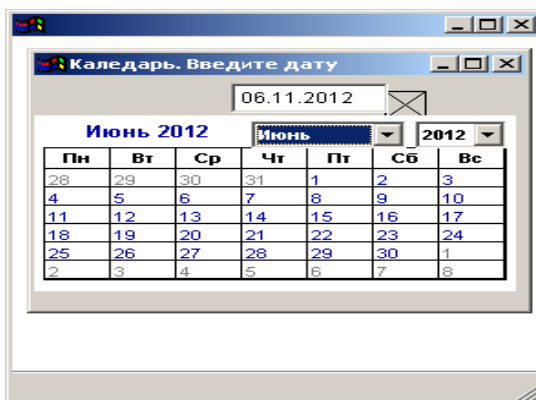 Каледарь. Введите дату
06.11.2012
Июнь 2012 Июнь 2012
Пн Вт Ср Чт Пт Сб Вс
28 29 30 31 1 2 3
4 5 6 7 8 9 10
11 12 13 14 15 16 17
18 19 20 21 22 23 24
25 26 27 28 29 30 1
2 3 4 5 6 7 8